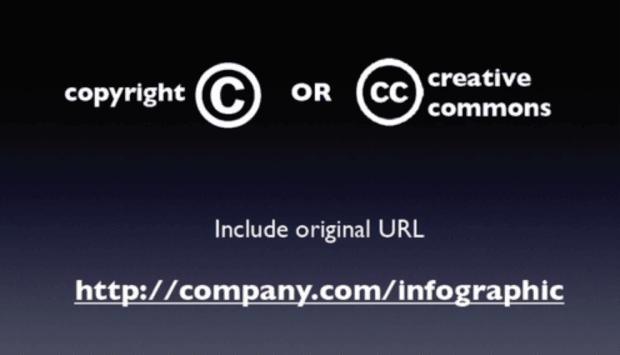 copyright © OR cc creative
commons
Include original URL
http://company.com/infographic